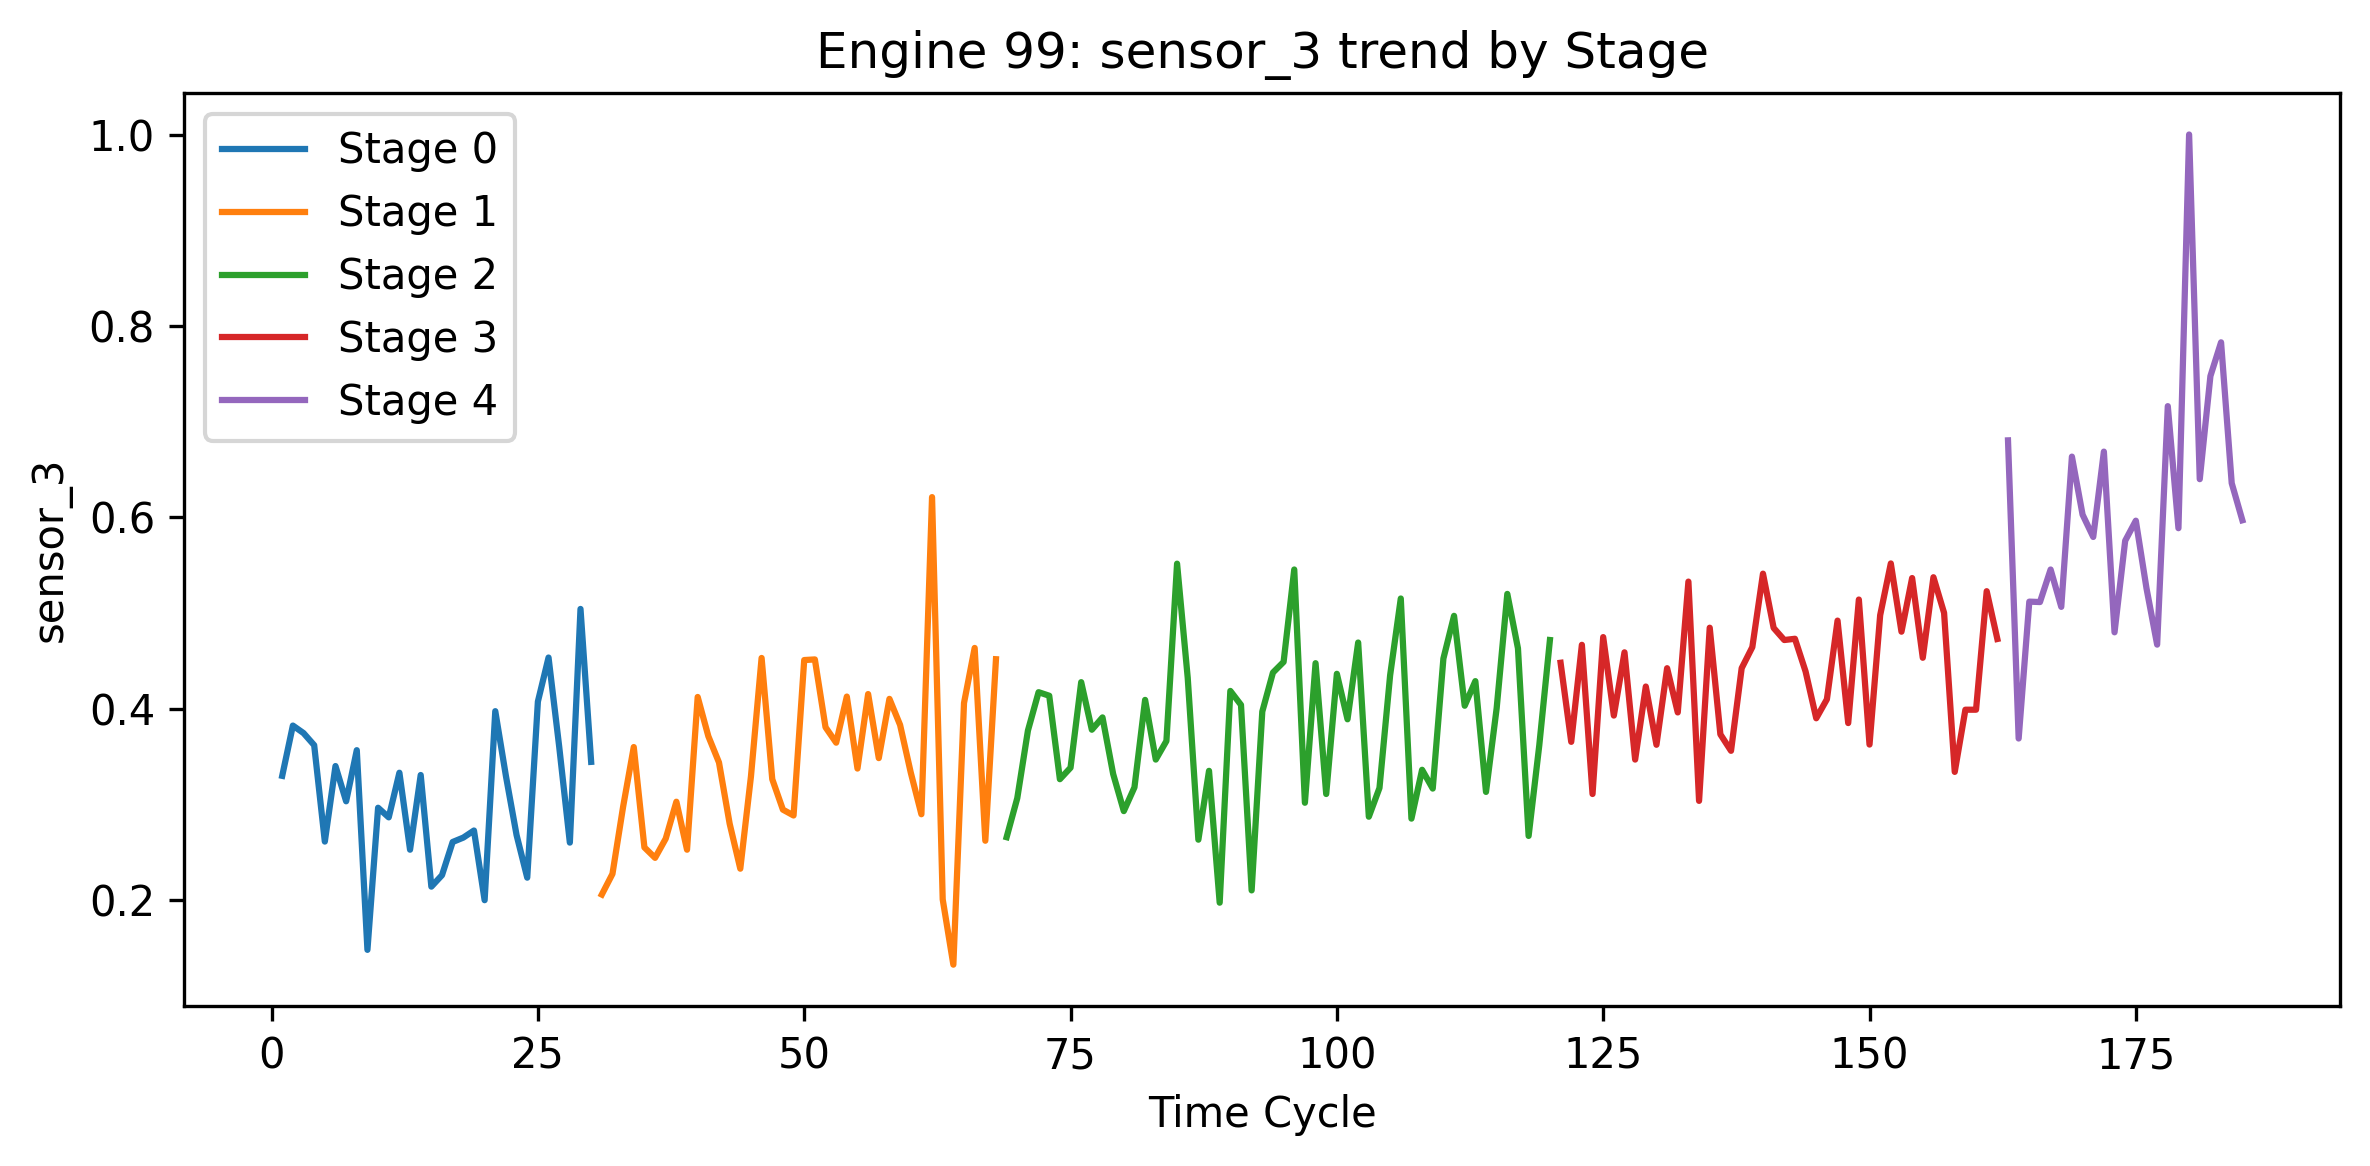 Engine 99: sensor_3 trend by Stage
Stage 0
Stage 1
Stage 2
Stage 3
Stage 4
1.0
0.8
0.6
0.4
0.2
sensor_3
0 25 50 75 100 125 150 175
Time Cycle